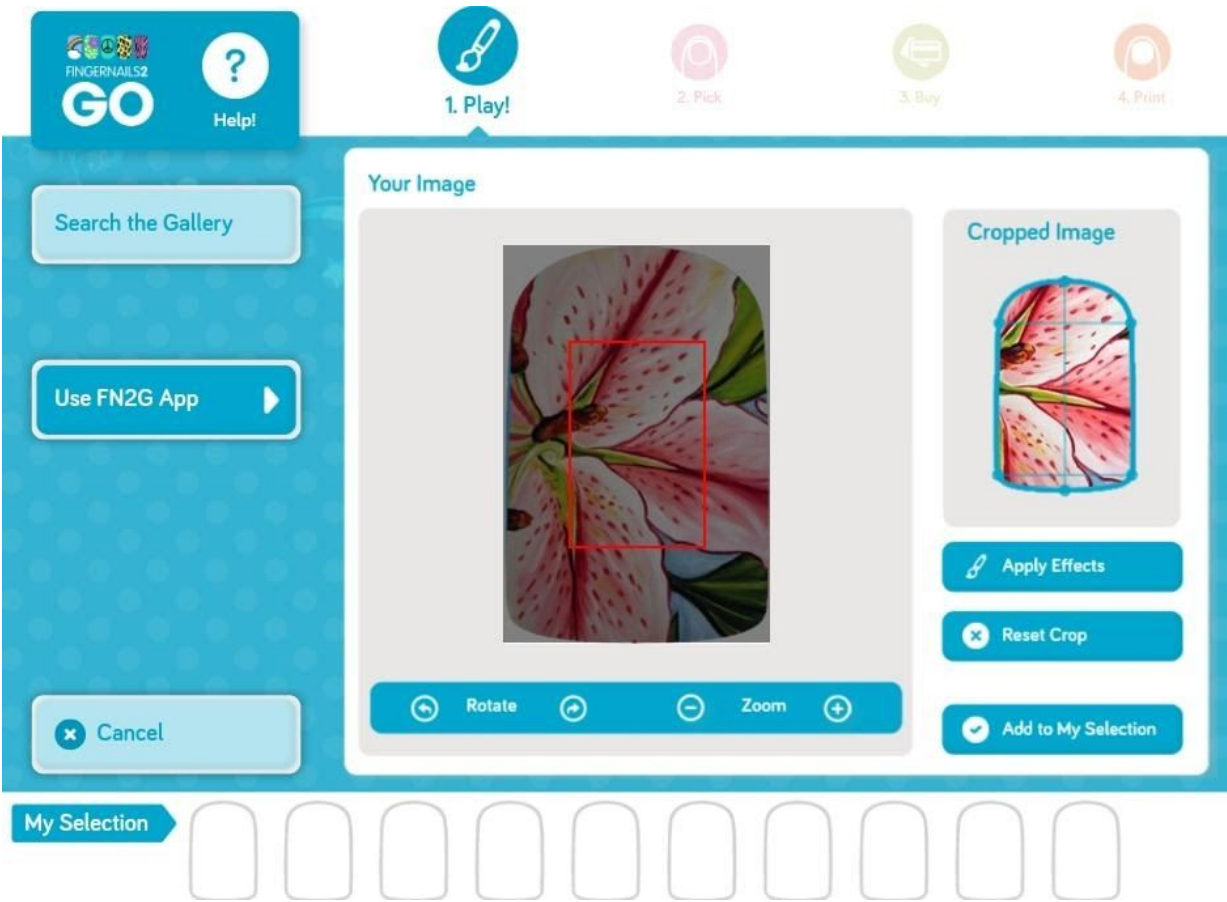 FINGERNAILS2
GO
?
Help!
1. Play!
2. Pick
3. Buy
4. Print
Search the Gallery
Use FN2G App
Cancel
Your Image
Rotate
Zoom
Cropped Image
Apply Effects
Reset Crop
Add to My Selection
My Selection